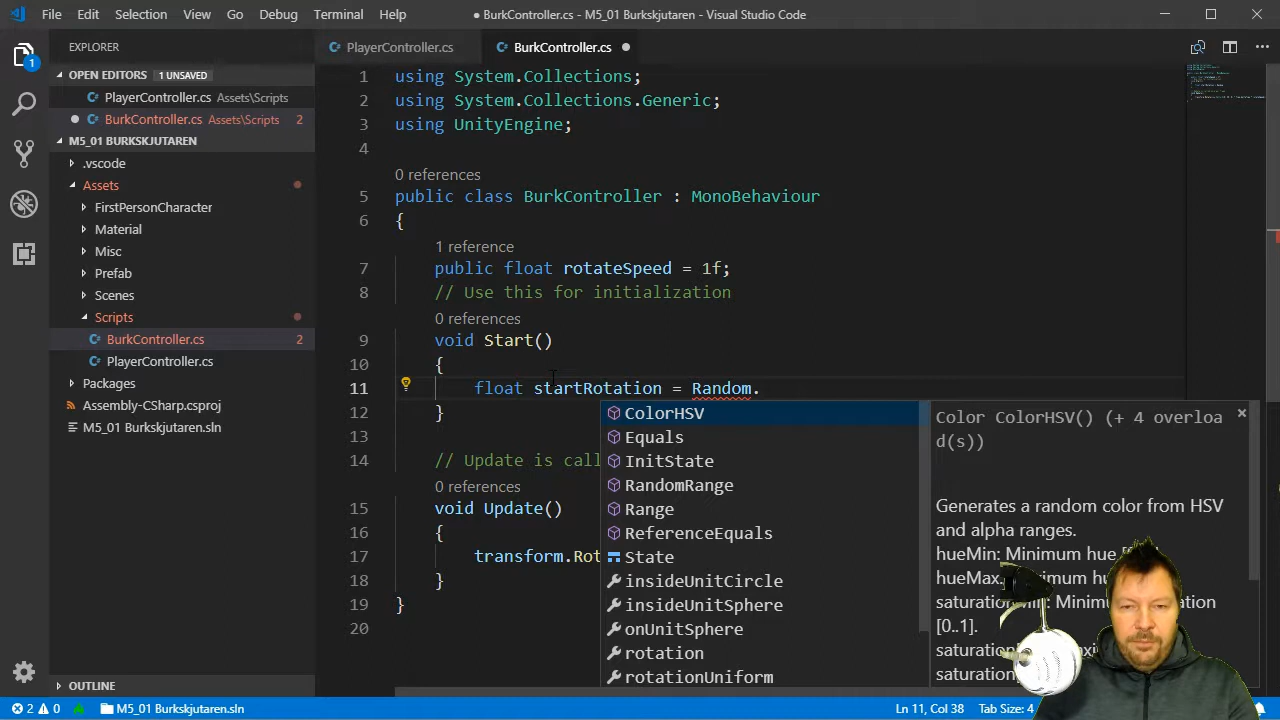 File Edit Selection View Go Debug Terminal Help
● BurkController.cs - M5_01 Burkskjutaren - Visual Studio Code
1
EXPLORER
OPEN EDITORS 1 UNSAVED
PlayerController.cs Assets\Scripts
BurkController.cs Assets\Scripts 2
M5_01 BURKSKJUTAREN
.vscode
Assets
FirstPersonCharacter
Material
Misc
Prefab
Scenes
Scripts
BurkController.cs 2
PlayerController.cs
Packages
Assembly-CSharp.csproj
M5_01 Burkskjutaren.sln
OUTLINE
PlayerController.cs
BurkController.cs
1 using System.Collections;
2 using System.Collections.Generic;
3 using UnityEngine;
4
0 references
5 public class BurkController : MonoBehaviour
6 {
1 reference
7 public float rotateSpeed = 1f;
8 // Use this for initialization
0 references
9 void Start()
10 {
11 float startRotation = Random.
12 }
13
14 // Update is call
0 references
15 void Update()
16 {
17 transform.Rot
18 }
19 }
20
ColorHSV
Equals
InitState
RandomRange
Range
ReferenceEquals
State
insideUnitCircle
insideUnitSphere
onUnitSphere
rotation
rotationUniform
Color ColorHSV() (+ 4 overloa
d(s))
Generates a random color from HSV
and alpha ranges.
hueMin: Minimum hue
hueMax
saturation Minimum
[0..1].
2 0 M5_01 Burkskjutaren.sln
Ln 11, Col 38 Tab Size: 4